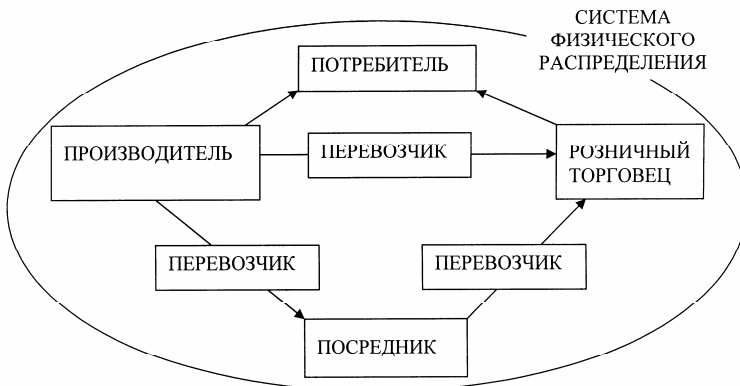 СИСТЕМА
ФИЗИЧЕСКОГО
РАСПРЕДЕЛЕНИЯ
ПОТРЕБИТЕЛЬ
ПРОИЗВОДИТЕЛЬ
ПЕРЕВОЗЧИК
РОЗНИЧНЫЙ
ТОРГОВЕЦ
ПЕРЕВОЗЧИК
ПЕРЕВОЗЧИК
ПОСРЕДНИК